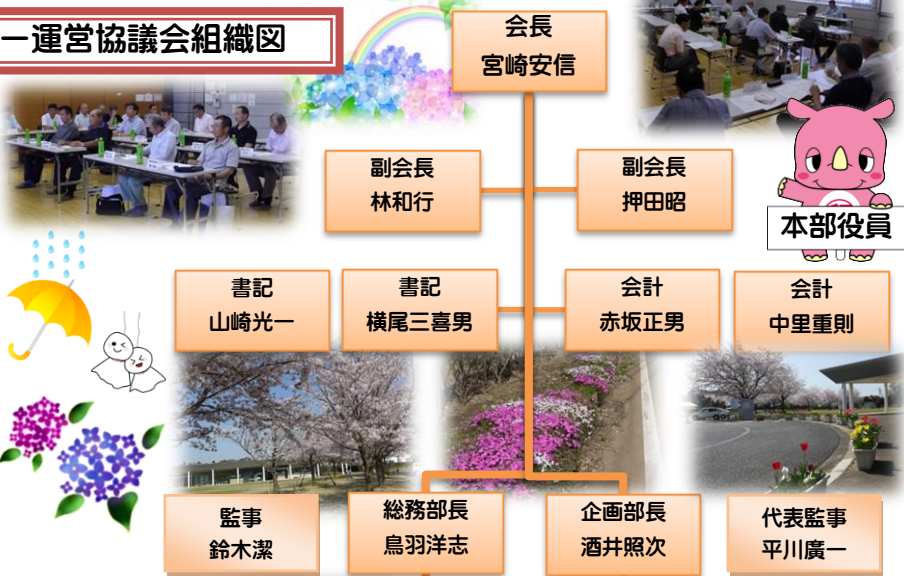 ー運営協議会組織図
会長
宮崎安信
副会長
林和行
副会長
押田昭
本部役員
書記
山崎光一
書記
横尾三喜男
会計
赤坂正男
会計
中里重則
監事
鈴木潔
総務部長
鳥羽洋志
企画部長
酒井照次
代表監事
平川廣一